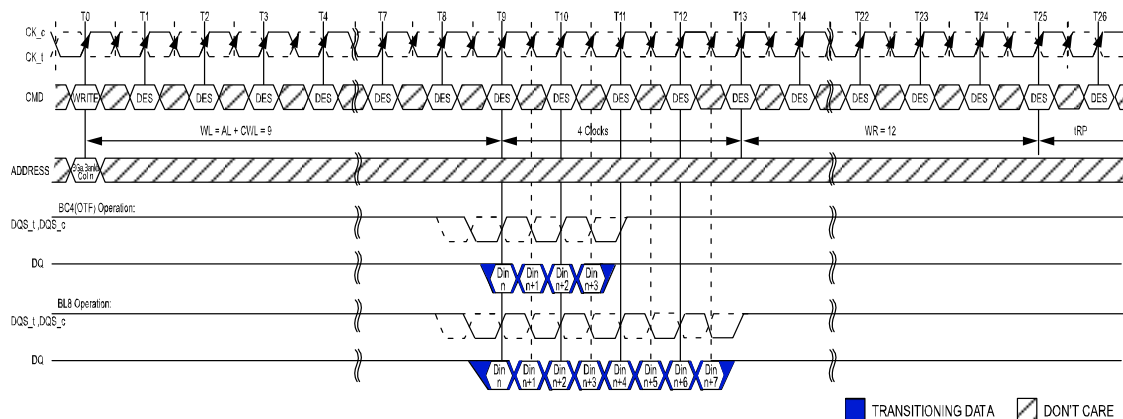 T0 T1 T2 T3 T4 T7 T8 T9 T10 T11 T12 T13 T14 T22 T23 T24 T25 T26
CK_c
CK_t
CMD WRITE DES DES DES DES DES DES DES DES DES DES DES DES DES DES DES DES DES
WL = AL + CWL = 9 4 Clocks WR = 12 tRP
ADDRESS Bank
Col n
BC4(OTF) Operation:
DQS_t ,DQS_c
DQ Din n Din n+1 Din n+2 Din n+3
BL8 Operation:
DQS_t ,DQS_c
DQ Din n Din n+1 Din n+2 Din n+3 Din n+4 Din n+5 Din n+6 Din n+7
TRANSITIONING DATA DON'T CARE